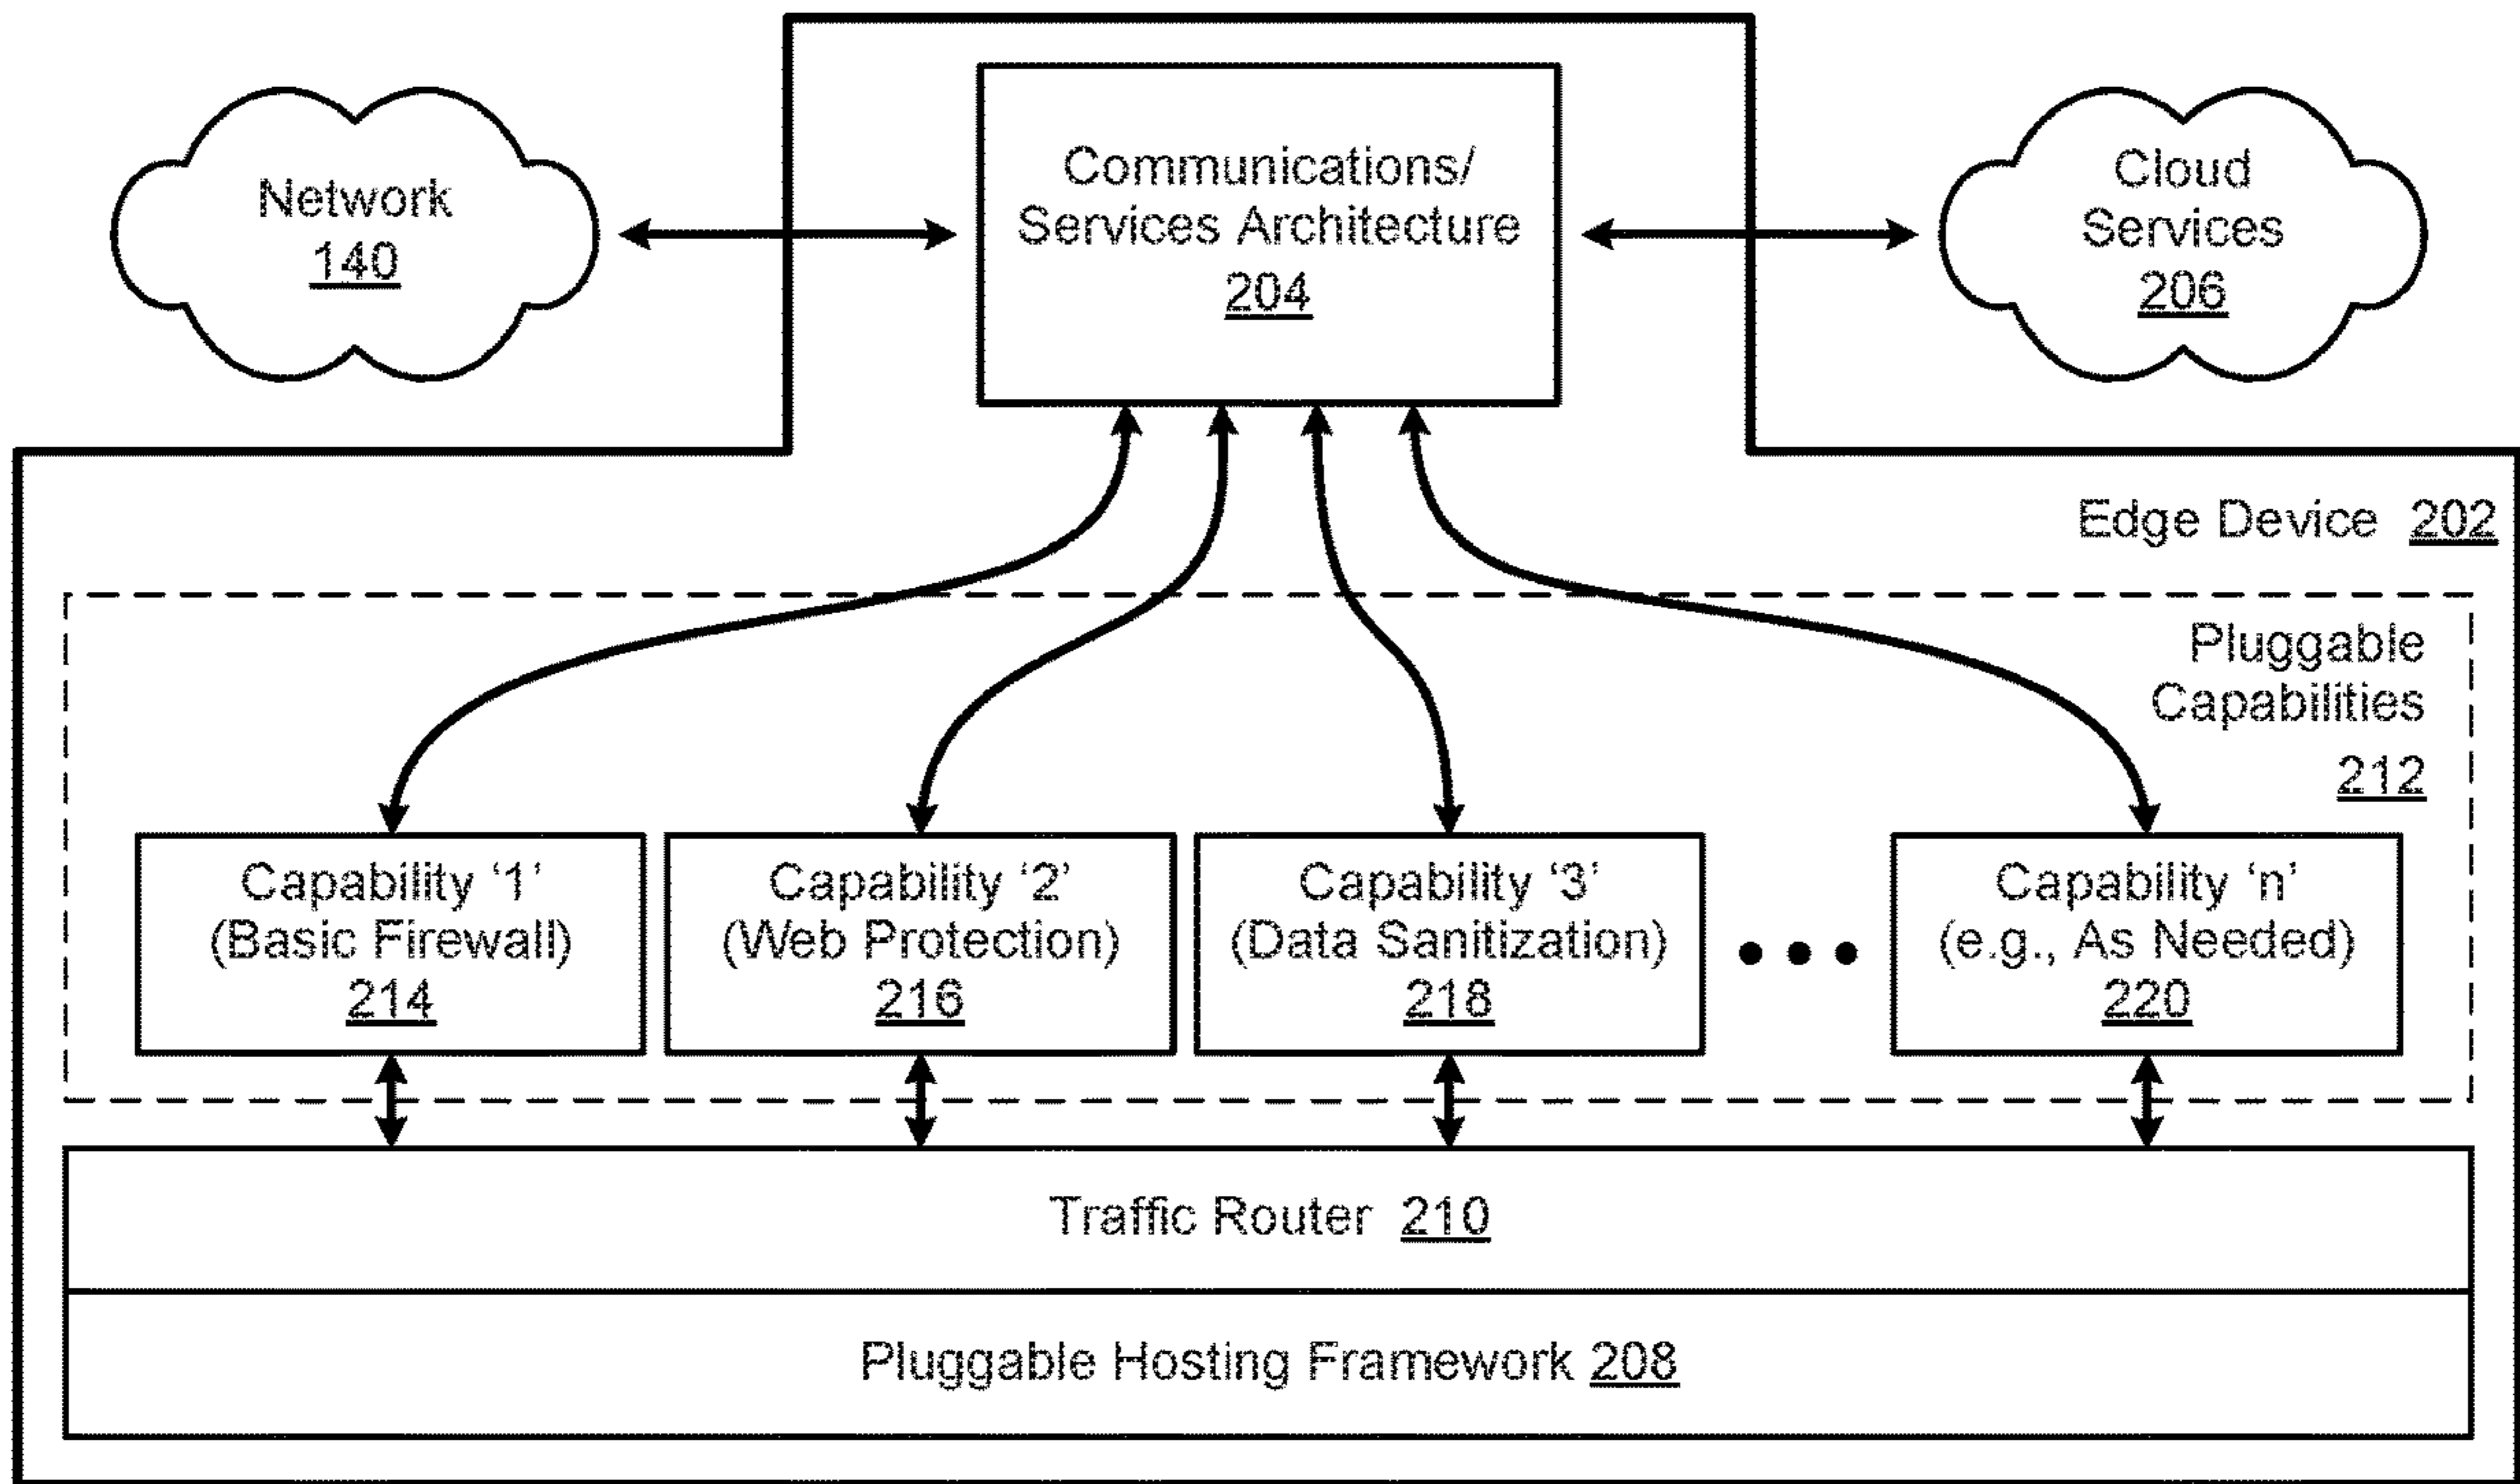 Network
140
Communications/
Services Architecture
204
Cloud
Services
206
Edge Device 202
Pluggable
Capabilities
212
Capability ‘1’
(Basic Firewall)
214
Capability ‘2’
(Web Protection)
216
Capability ‘3’
(Data Sanitization)
218
Capability ‘n’
(e.g., As Needed)
220
Traffic Router 210
Pluggable Hosting Framework 208